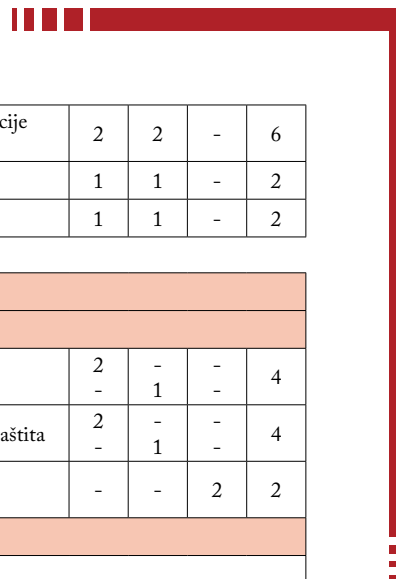 cije 2 2 - 6
1 1 - 2
1 1 - 2
2 - - 4
- 1 -
aštita 2 - - 4
- 1 -
- - 2 2